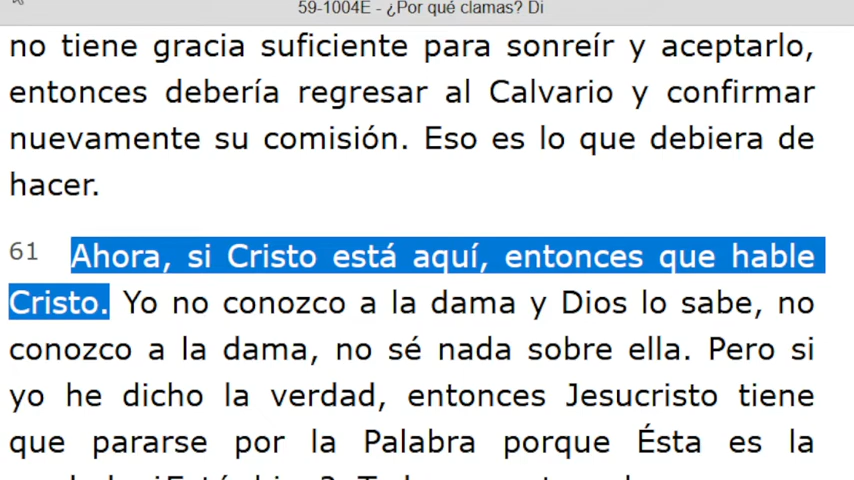 59-1004E - ¿Por qué clamas? Di
no tiene gracia suficiente para sonreír y aceptarlo,
entonces debería regresar al Calvario y confirmar
nuevamente su comisión. Eso es lo que debiera de
hacer.
61 Ahora, si Cristo está aquí, entonces que hable
Cristo. Yo no conozco a la dama y Dios lo sabe, no
conozco a la dama, no sé nada sobre ella. Pero si
yo he dicho la verdad, entonces Jesucristo tiene
que pararse por la Palabra porque Ésta es la